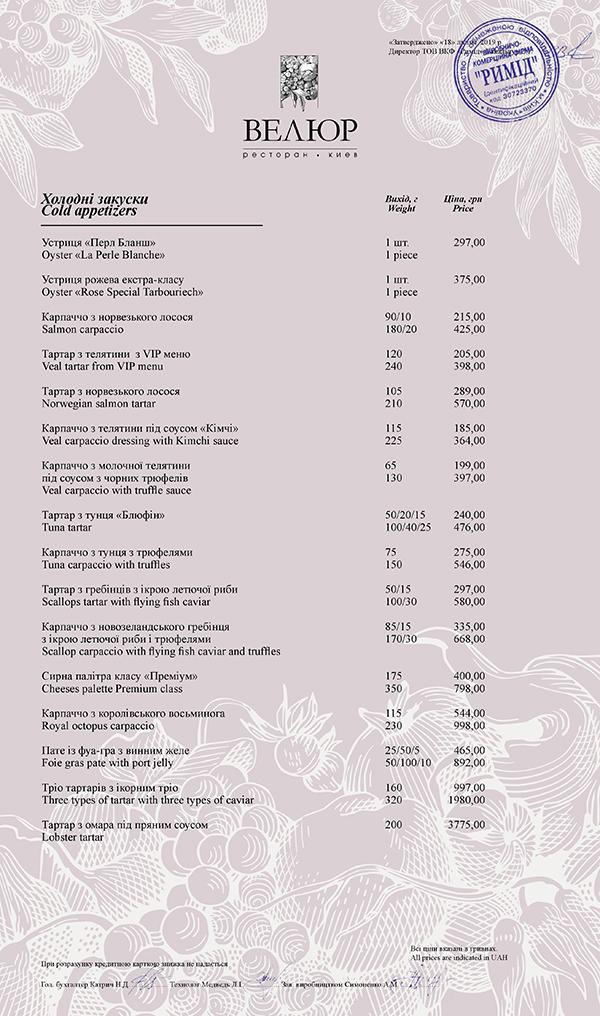 «Затверджено» «18» 2019 р
Директор ТОВ ВКФ
"РИМІД"
Ідентифікаційний
код 30723370
ВЕЛЮР
ресторан • киев
Холодні закуски Вихід, г Ціна, грн
Cold appetizers Weight Price
Устриця «Перл Бланш» 1 шт. 297,00
Oyster «La Perle Blanche» 1 piece
Устриця рожева екстра-класу 1 шт. 375,00
Oyster «Rose Special Tarbouriech» 1 piece
Карпаччо з норвезького лосося 90/10 215,00
Salmon carpaccio 180/20 425,00
Тартар з телятини з VIP меню 120 205,00
Veal tartar from VIP menu 240 398,00
Тартар з норвезького лосося 105 289,00
Norwegian salmon tartar 210 570,00
Карпаччо з телятини під соусом «Кімчі» 115 185,00
Veal carpaccio dressing with Kimchi sauce 225 364,00
Карпаччо з молочної телятини 65 199,00
під соусом з чорних трюфелів 130 397,00
Veal carpaccio with truffle sauce
Тартар з тунця «Блюфін» 50/20/15 240,00
Tuna tartar 100/40/25 476,00
Карпаччо з тунця з трюфелями 75 275,00
Tuna carpaccio with truffles 150 546,00
Тартар з гребінців з ікрою летючої риби 50/15 297,00
Scallops tartar with flying fish caviar 100/30 580,00
Карпаччо з новозеландського гребінця 85/15 335,00
з ікрою летючої риби і трюфелями 170/30 668,00
Scallop carpaccio with flying fish caviar and truffles
Сирна палітра класу «Преміум» 175 400,00
Cheeses palette Premium class 350 798,00
Карпаччо з королівського восьминога 115 544,00
Royal octopus carpaccio 230 998,00
Пате із фуа-гра з винним желе 25/50/5 465,00
Foie gras pate with port jelly 50/100/10 892,00
Тріо тартарів з ікорним тріо 160 997,00
Three types of tartar with three types of caviar 320 1980,00
Тартар з омара під пряним соусом 200 3775,00
Lobster tartar
Всі ціни вказані в гривнах.
All prices are indicated in UAH
При розрахунку кредитною карткою знижка не надається
Гол. бухгалтер Катрич Н.Д. Технолог Медведь Л.І. Зав. виробництвом Симоненко А.М.